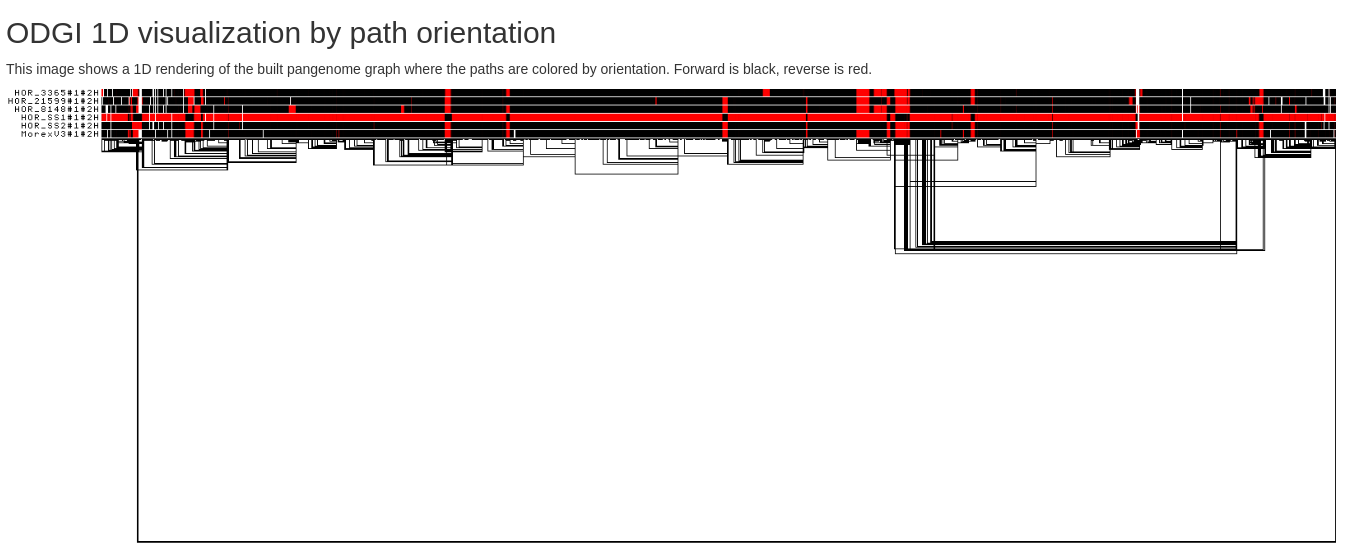 ODGI 1D visualization by path orientation
This image shows a 1D rendering of the built pangenome graph where the paths are colored by orientation. Forward is black, reverse is red.
HOR_3365#1#2H
HOR_21599#1#2H
HOR_8148#1#2H
HOR_SS1#1#2H
HOR_SS2#1#2H
MorexV3#1#2H